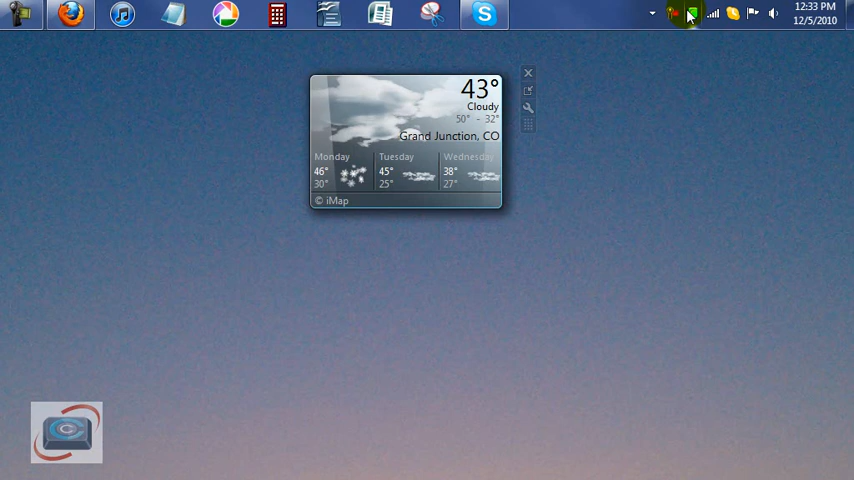 12:33 PM
12/5/2010
43°
Cloudy
50° - 32°
Grand Junction, CO
Monday Tuesday Wednesday
46° 45° 38°
30° 25° 27°
© iMap